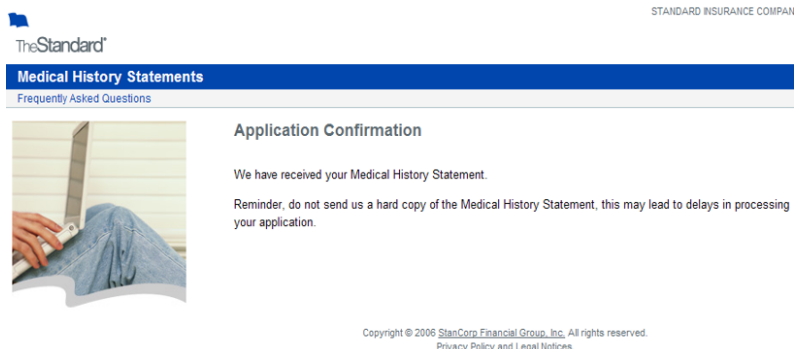 STANDARD INSURANCE COMPAN
TheStandard®
Medical History Statements
Frequently Asked Questions
Application Confirmation
We have received your Medical History Statement.
Reminder, do not send us a hard copy of the Medical History Statement, this may lead to delays in processing
your application.
Copyright © 2006 StanCorp Financial Group, Inc. All rights reserved.
Privacy Policy and Legal Notices.